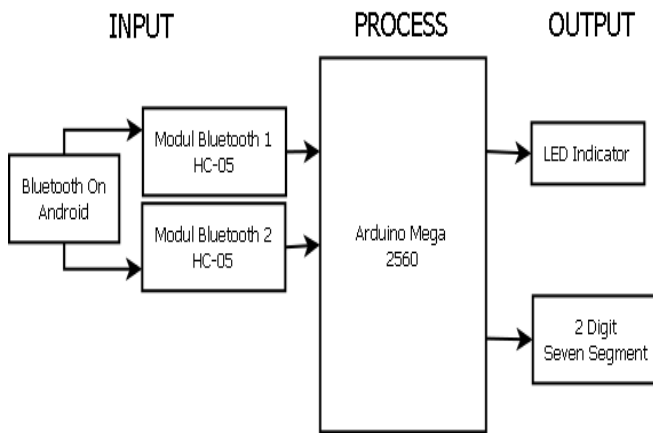 INPUT
PROCESS
OUTPUT
Bluetooth On
Android
Modul Bluetooth 1
HC-05
Modul Bluetooth 2
HC-05
Arduino Mega
2560
LED Indicator
2 Digit
Seven Segment